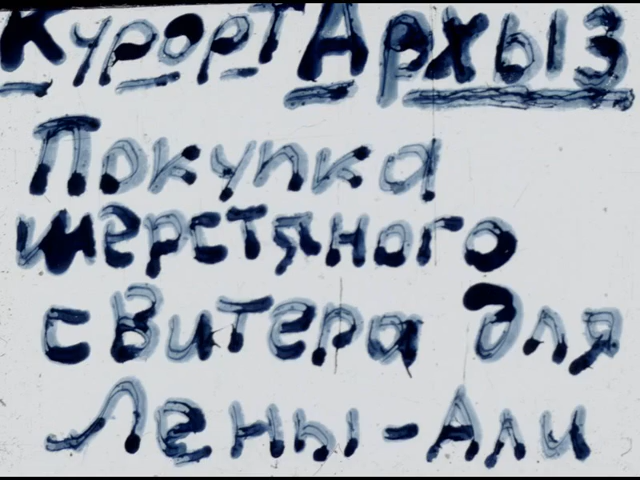 Курорт Архыз
Покупка
шерстяного
свитера для
Лены-Али